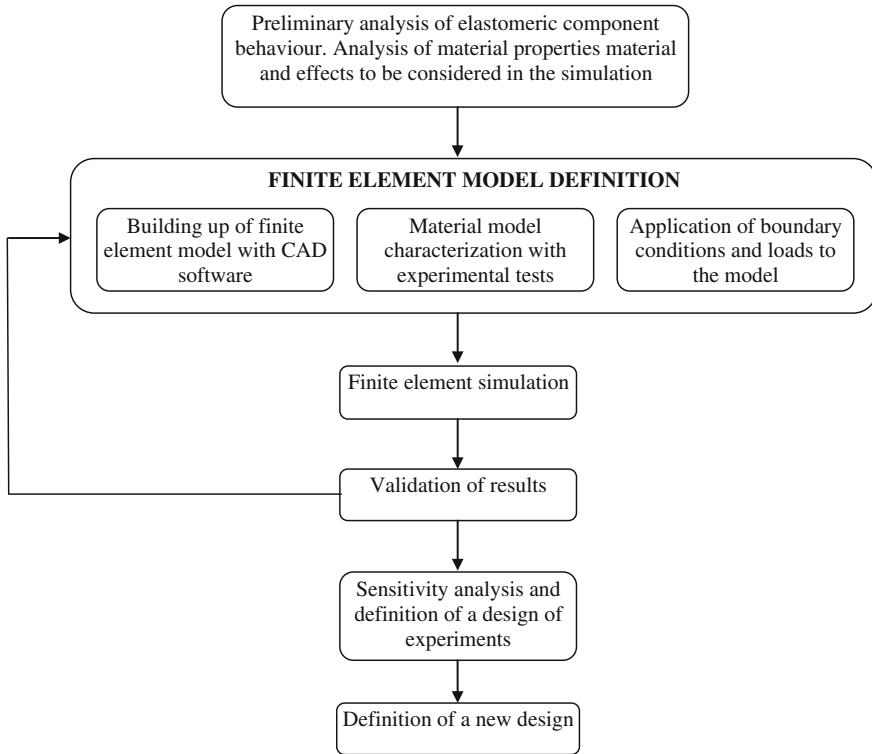 Preliminary analysis of elastomeric component
behaviour. Analysis of material properties material
and effects to be considered in the simulation
FINITE ELEMENT MODEL DEFINITION
Building up of finite
element model with CAD
software
Material model
characterization with
experimental tests
Application of boundary
conditions and loads to
the model
Finite element simulation
Validation of results
Sensitivity analysis and
definition of a design of
experiments
Definition of a new design